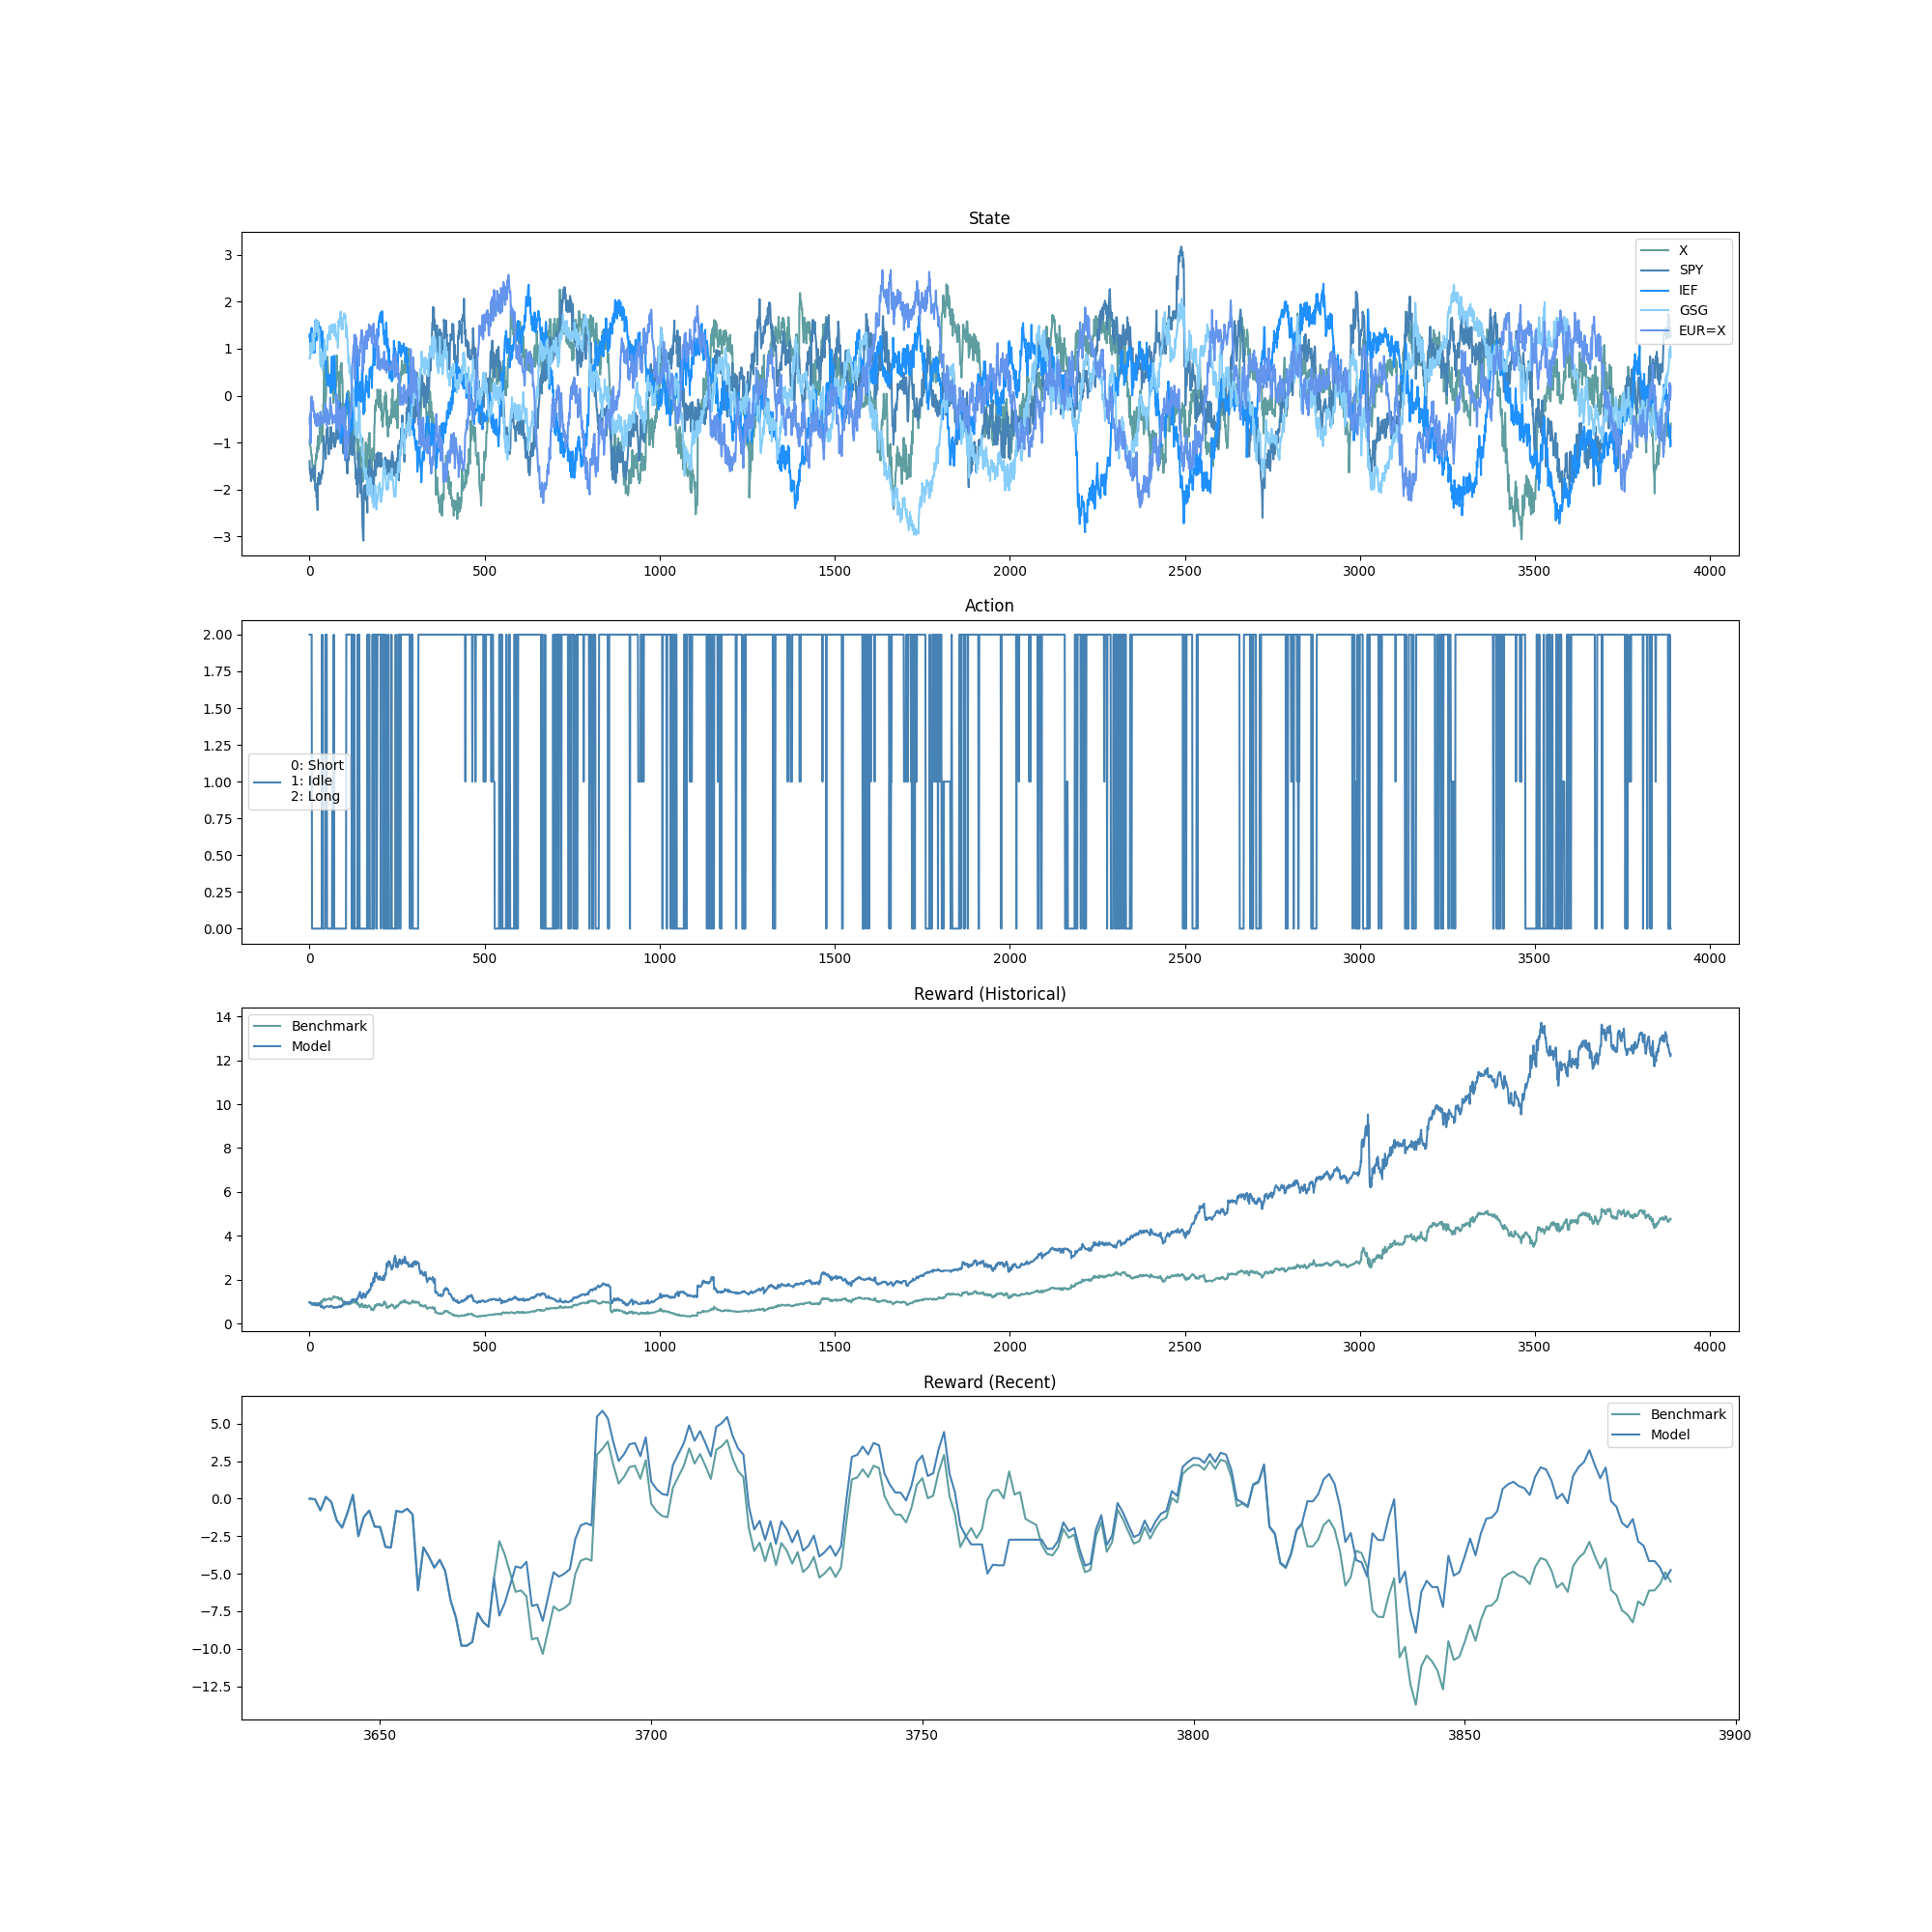 State
3
2
1
0
−1
−2
−3
X
SPY
IEF
GSG
EUR=X
0 500 1000 1500 2000 2500 3000 3500 4000
Action
2.00
1.75
1.50
1.25
1.00
0.75
0.50
0.25
0.00
0: Short
1: Idle
2: Long
0 500 1000 1500 2000 2500 3000 3500 4000
Reward (Historical)
14
12
10
8
6
4
2
0
Benchmark
Model
0 500 1000 1500 2000 2500 3000 3500 4000
Reward (Recent)
5.0
2.5
0.0
−2.5
−5.0
−7.5
−10.0
−12.5
Benchmark
Model
3650 3700 3750 3800 3850 3900